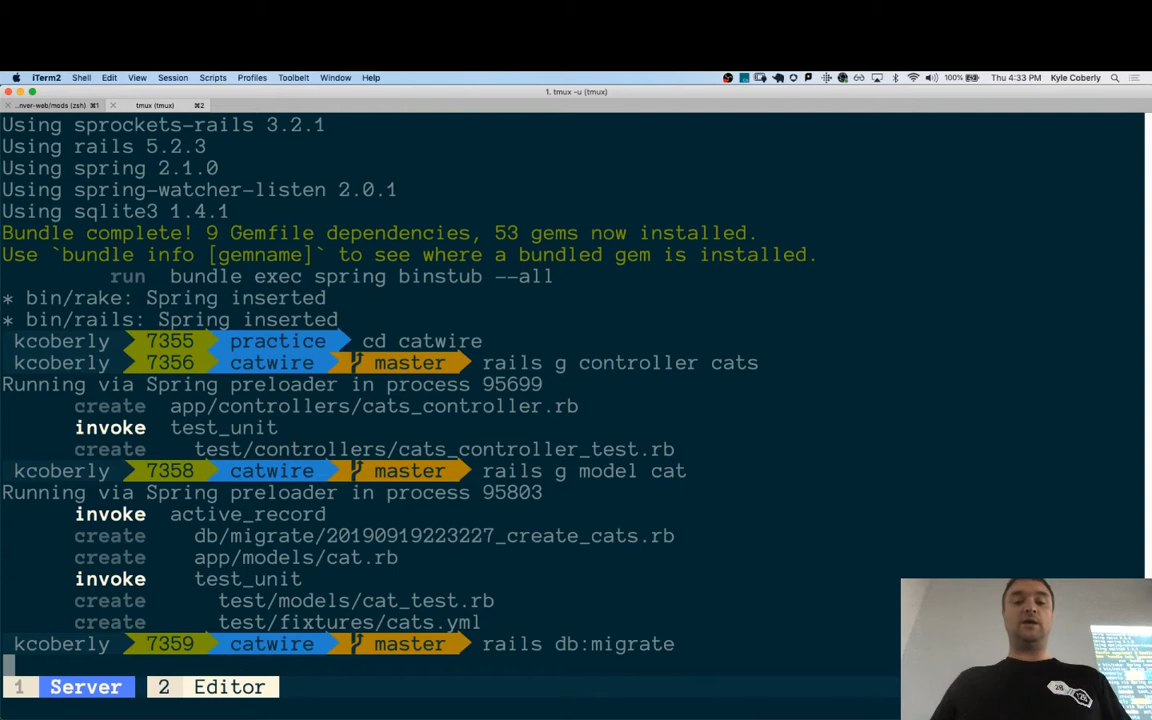 iTerm2 Shell Edit View Session Scripts Profiles Toolbelt Window Help 100% Thu 4:33 PM Kyle Coberly
1. tmux -u (tmux)
...nver-web/mods (zsh) ⌘1 tmux (tmux) ⌘2
Using sprockets-rails 3.2.1
Using rails 5.2.3
Using spring 2.1.0
Using spring-watcher-listen 2.0.1
Using sqlite3 1.4.1
Bundle complete! 9 Gemfile dependencies, 53 gems now installed.
Use `bundle info [gemname]` to see where a bundled gem is installed.
run bundle exec spring binstub --all
* bin/rake: Spring inserted
* bin/rails: Spring inserted
kcoberly 7355 practice cd catwire
kcoberly 7356 catwire master rails g controller cats
Running via Spring preloader in process 95699
create app/controllers/cats_controller.rb
invoke test_unit
create test/controllers/cats_controller_test.rb
kcoberly 7358 catwire master rails g model cat
Running via Spring preloader in process 95803
invoke active_record
create db/migrate/20190919223227_create_cats.rb
create app/models/cat.rb
invoke test_unit
create test/models/cat_test.rb
create test/fixtures/cats.yml
kcoberly 7359 catwire master rails db:migrate
1 Server 2 Editor